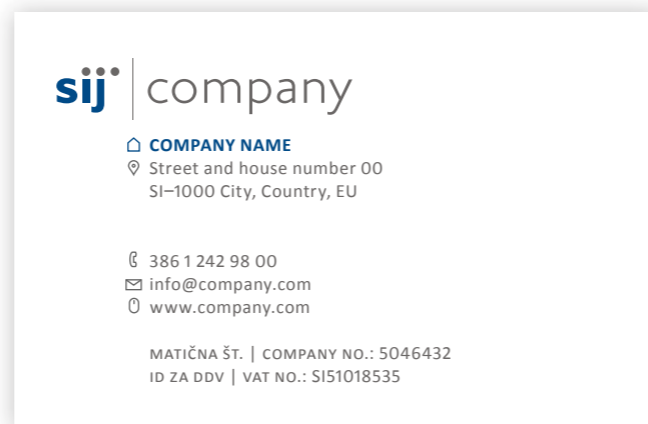 sij | company
COMPANY NAME
Street and house number 00
SI–1000 City, Country, EU
386 1 242 98 00
info@company.com
www.company.com
MATIČNA ŠT. | COMPANY NO.: 5046432
ID ZA DDV | VAT NO.: SI51018535